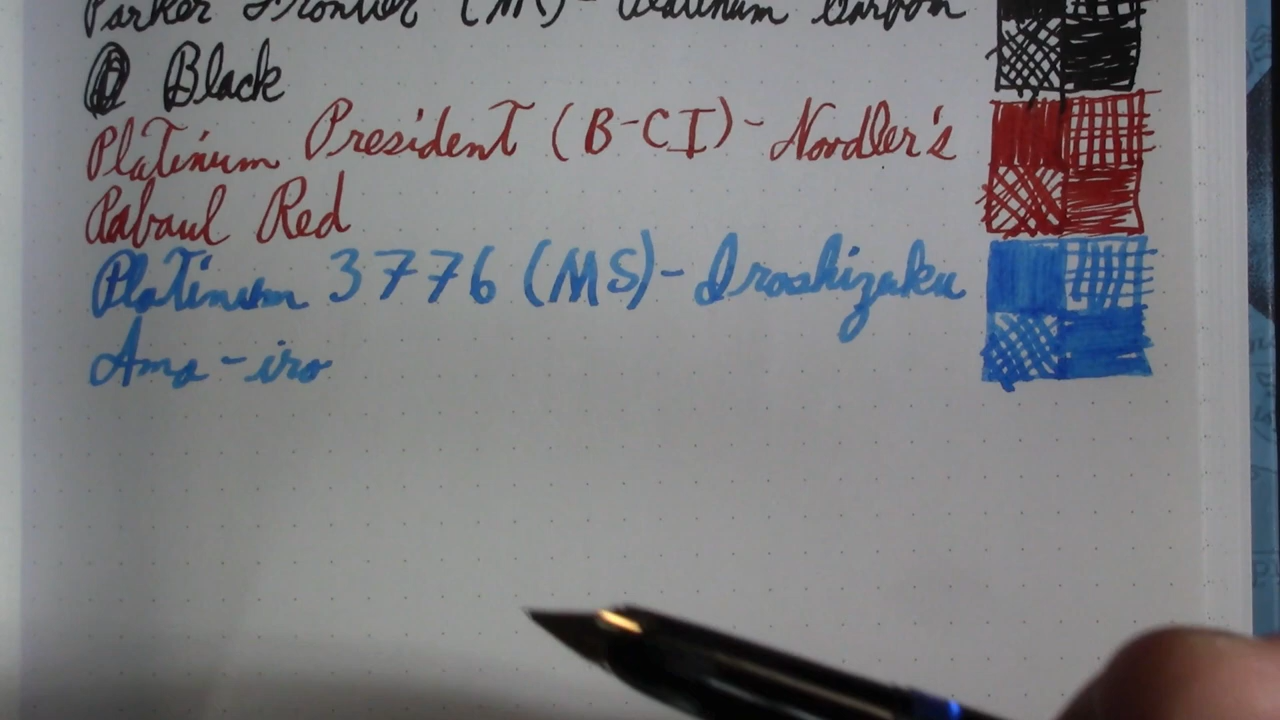 Parker Frontier (M) - Platinum Carbon
Black
Platinum President (B-CI) - Noodler's
Rabaul Red
Platinum 3776 (MS) - Iroshizuku
Ama-iro